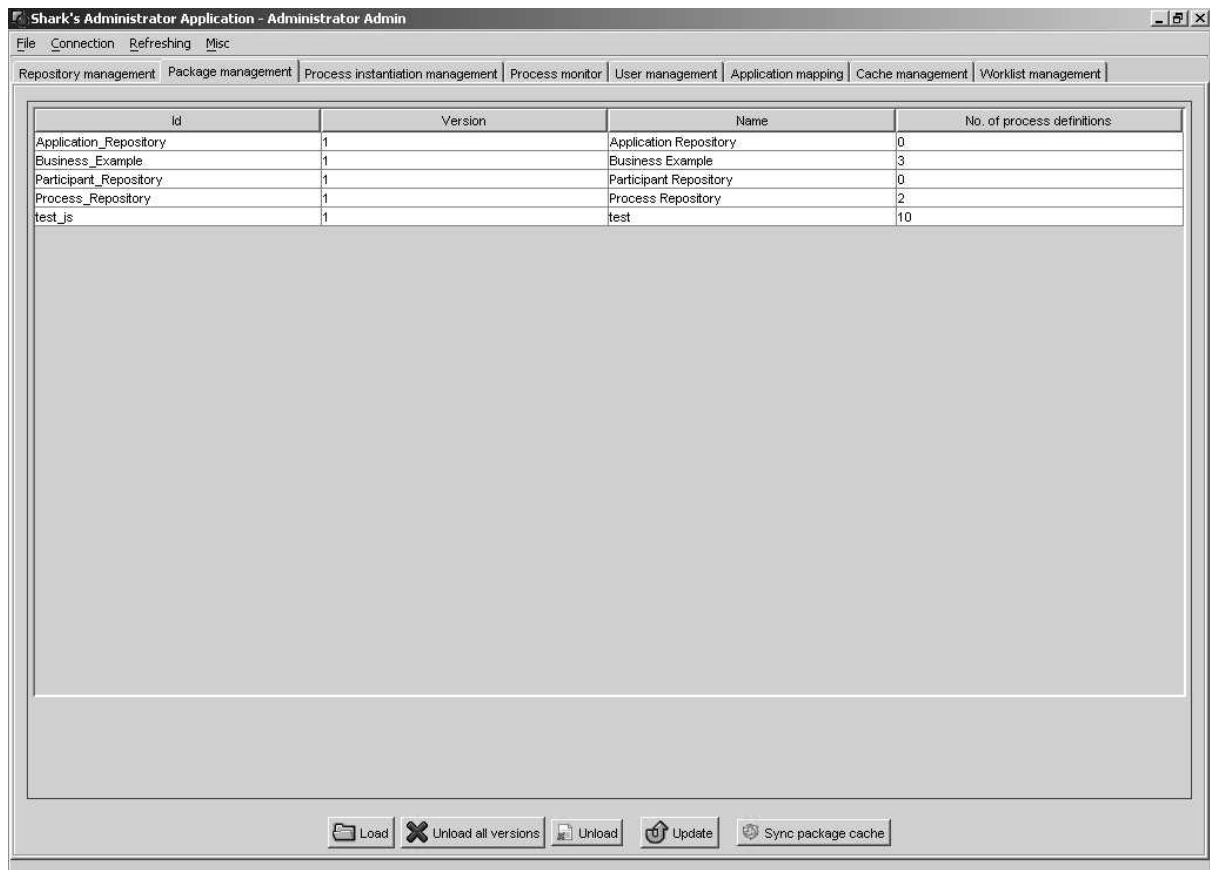 Shark's Administrator Application - Administrator Admin
File Connection Refreshing Misc
Repository management Package management Process instantiation management Process monitor User management Application mapping Cache management Worklist management
Id Version Name No. of process definitions
Application_Repository 1 Application Repository 0
Business_Example 1 Business Example 3
Participant_Repository 1 Participant Repository 0
Process_Repository 1 Process Repository 2
test_js 1 test 10
Load Unload all versions Unload Update Sync package cache